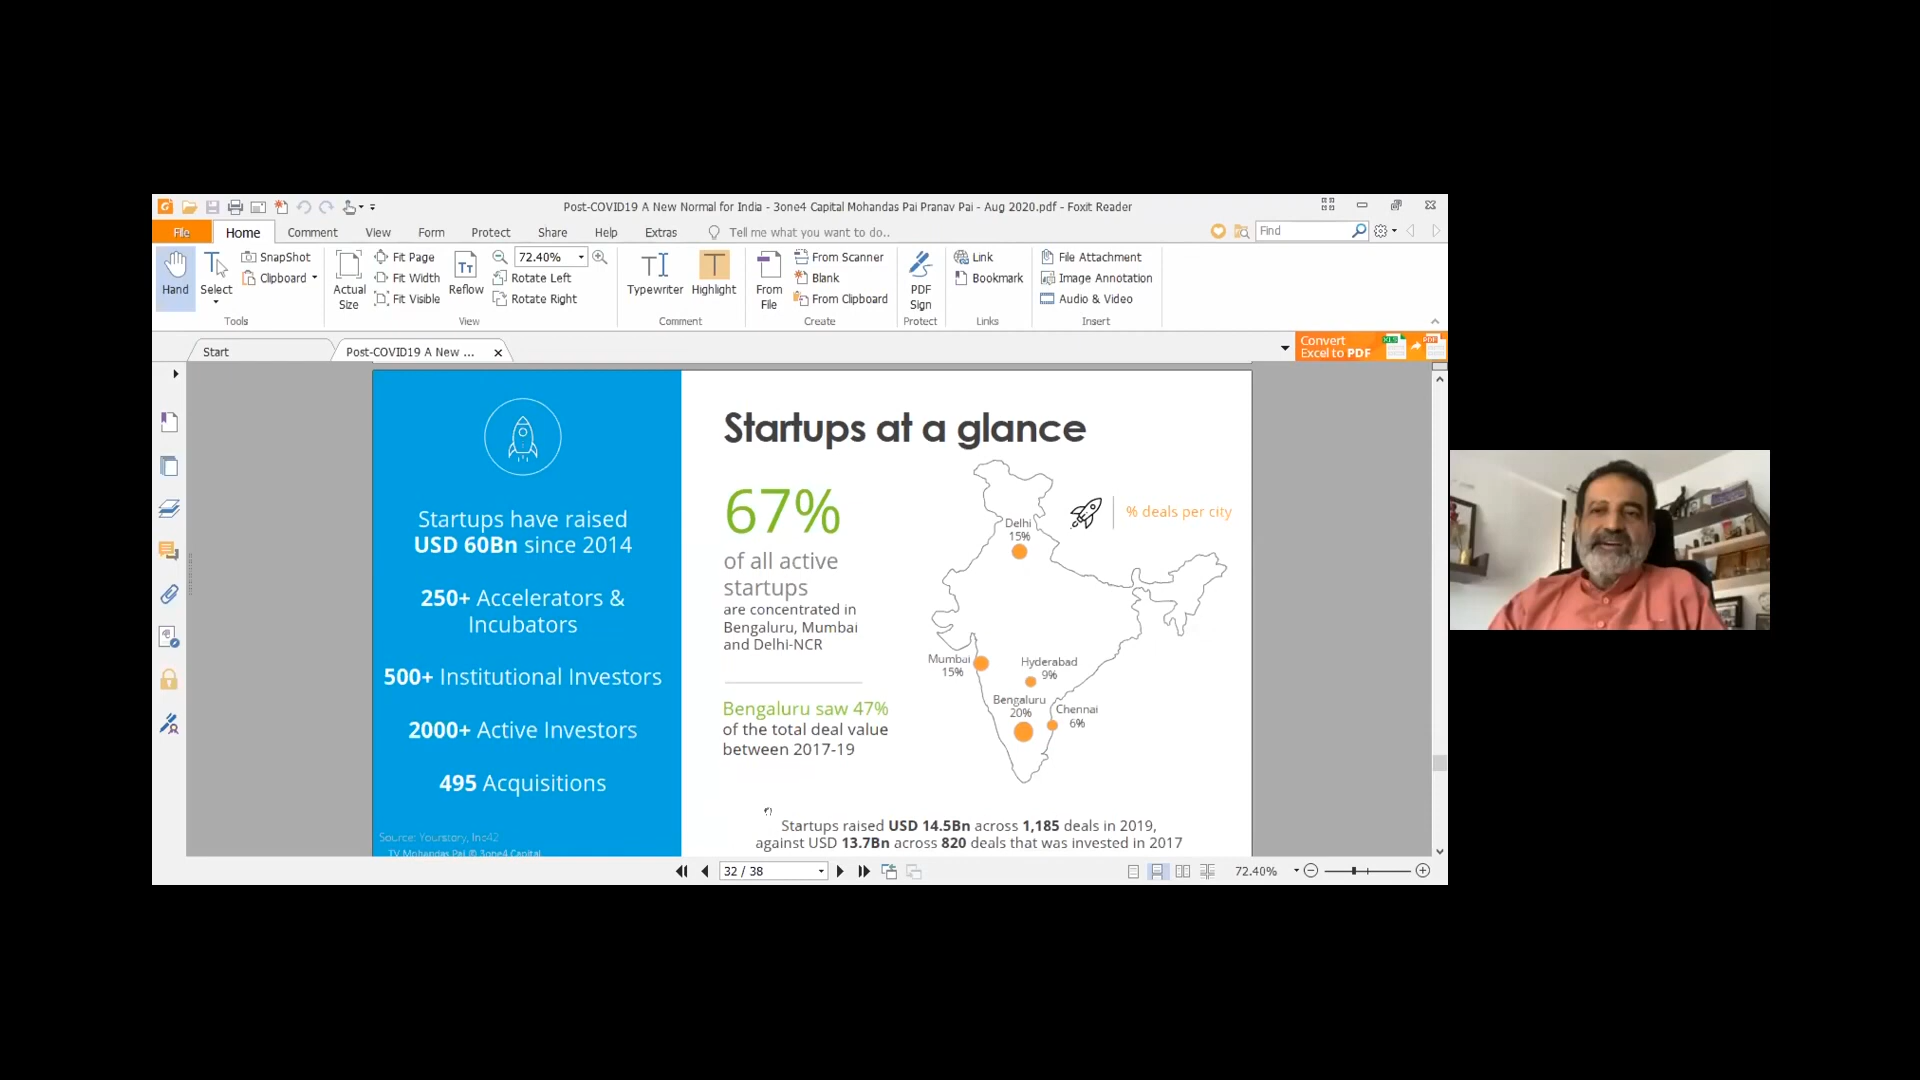 Post-COVID19 A New Normal for India - 3one4 Capital Mohandas Pai Pranav Pai - Aug 2020.pdf - Foxit Reader
File Home Comment View Form Protect Share Help Extras Tell me what you want to do.. Find
Hand
Select
SnapShot
Clipboard
Tools
Actual
Size
Fit Page
Fit Width
Fit Visible
Reflow
72.40%
Rotate Left
Rotate Right
View
Typewriter
Highlight
Comment
From
File
From Scanner
Blank
From Clipboard
Create
PDF
Sign
Protect
Link
Bookmark
Links
File Attachment
Image Annotation
Audio & Video
Insert
Start
Post-COVID19 A New ...
Convert
Excel to PDF
Startups have raised
USD 60Bn since 2014
250+ Accelerators &
Incubators
500+ Institutional Investors
2000+ Active Investors
495 Acquisitions
Source: Yourstory, Inc42
TV Mohandas Pai © 3one4 Capital
Startups at a glance
67%
of all active
startups
are concentrated in
Bengaluru, Mumbai
and Delhi-NCR
Bengaluru saw 47%
of the total deal value
between 2017-19
% deals per city
Delhi
15%
Mumbai
15%
Hyderabad
9%
Bengaluru
20%
Chennai
6%
Startups raised USD 14.5Bn across 1,185 deals in 2019,
against USD 13.7Bn across 820 deals that was invested in 2017
32 / 38
72.40%